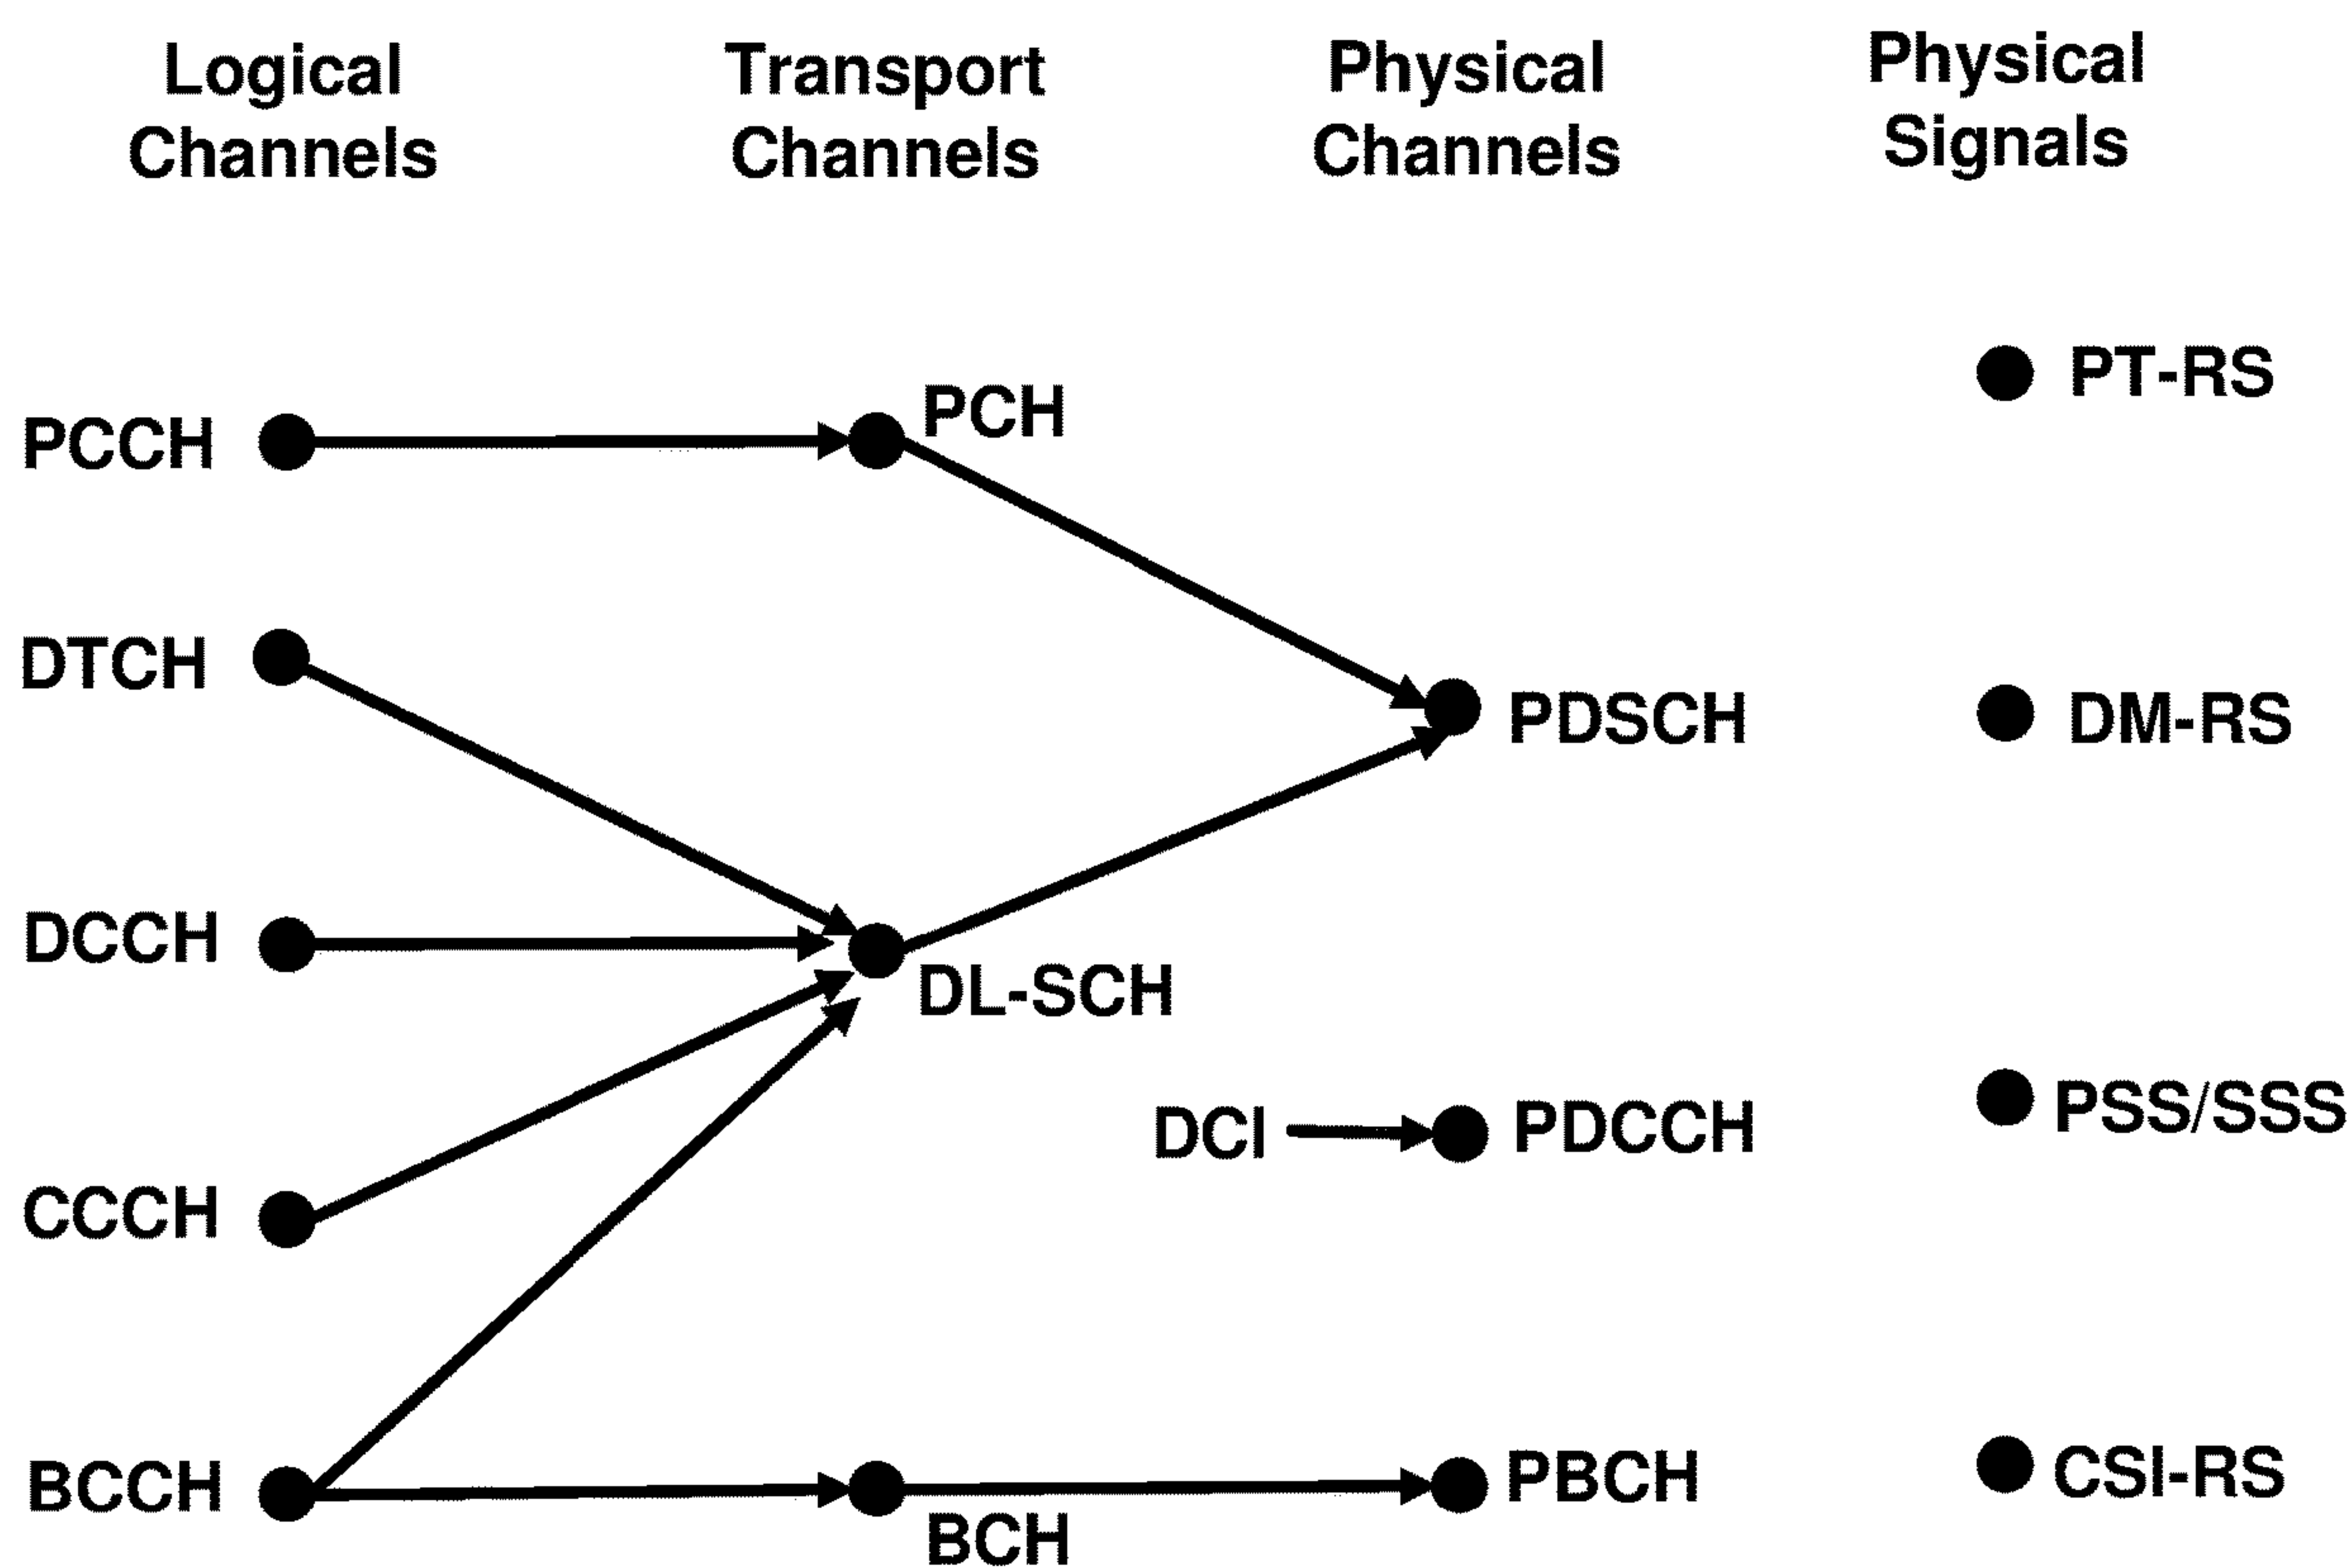 Logical
Channels
Transport
Channels
Physical
Channels
Physical
Signals
PCCH
PCH
PT-RS
DTCH
PDSCH
DM-RS
DCCH
DL-SCH
DCI
PDCCH
PSS/SSS
CCCH
BCCH
BCH
PBCH
CSI-RS